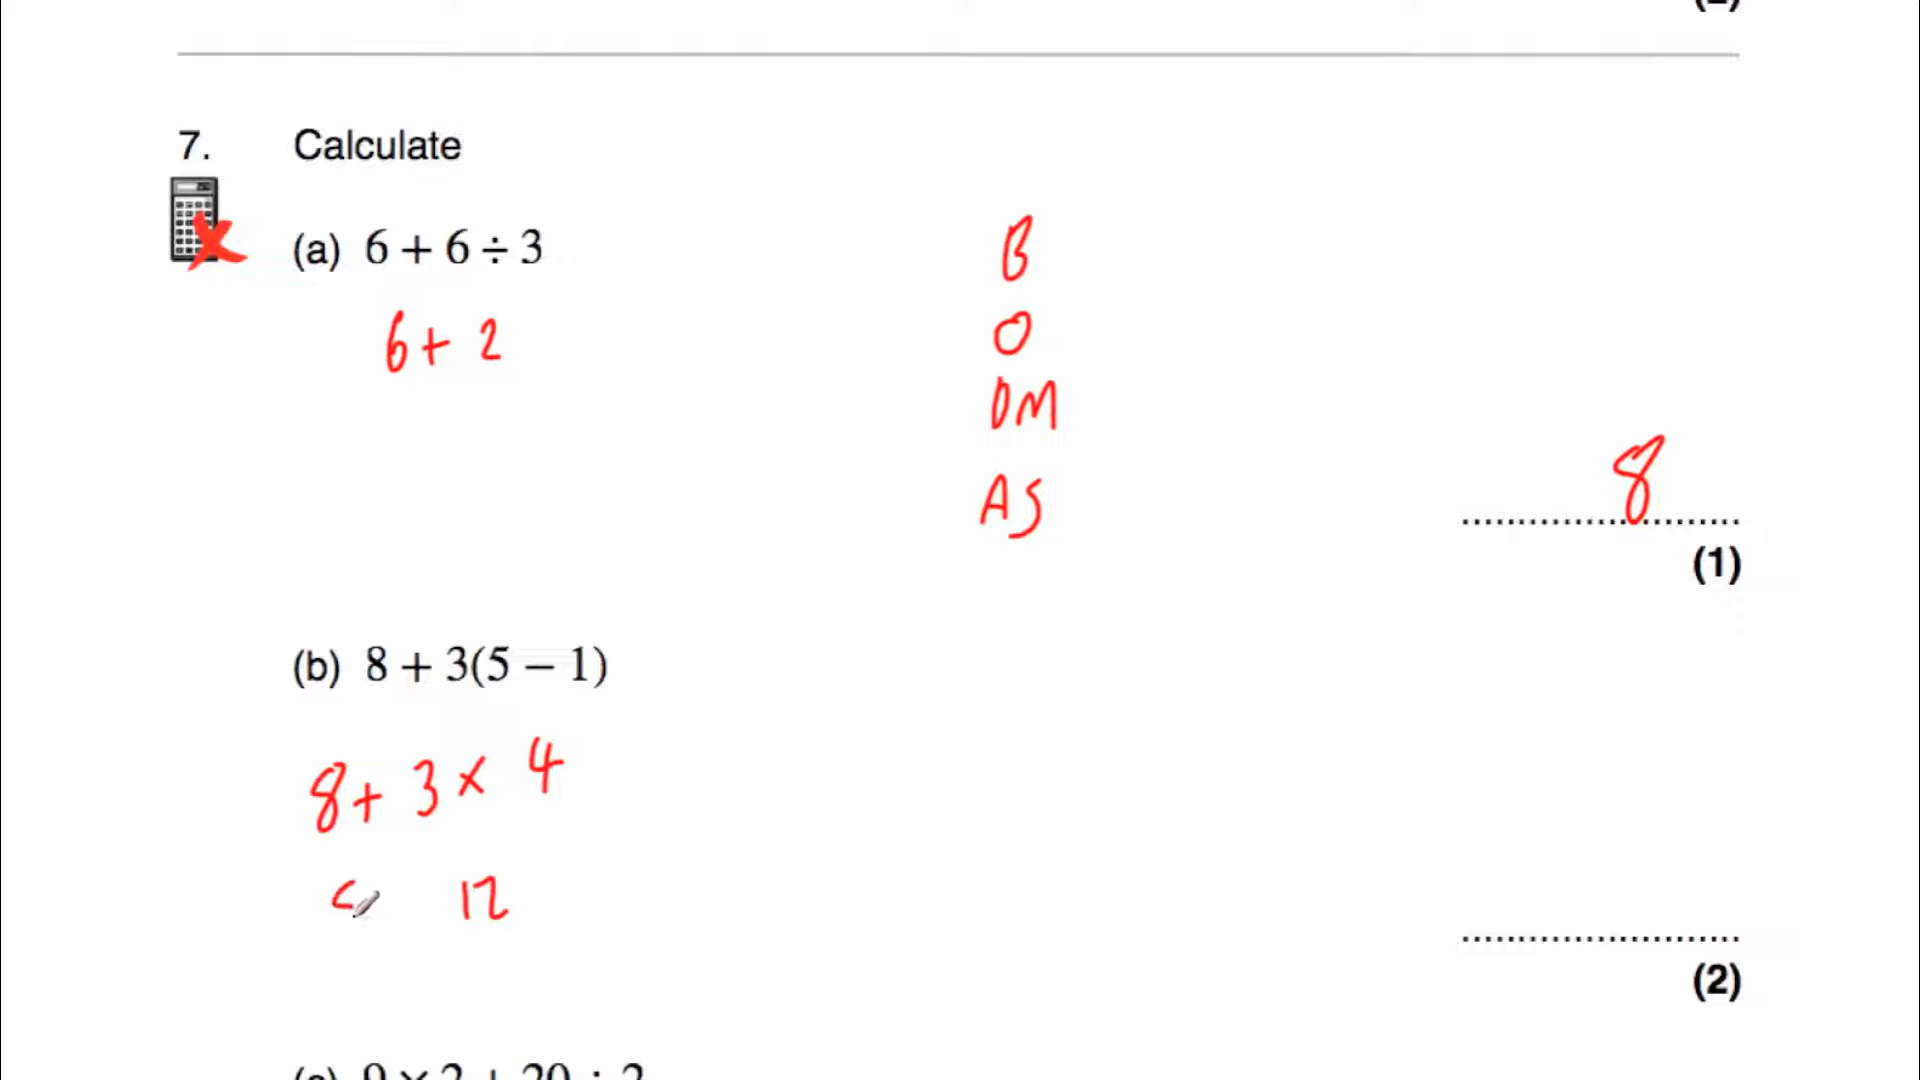 7. Calculate
(a) 6 + 6 ÷ 3
6 + 2
B
O
DM
AS
8
(1)
(b) 8 + 3(5 − 1)
8 + 3 × 4
12
(2)